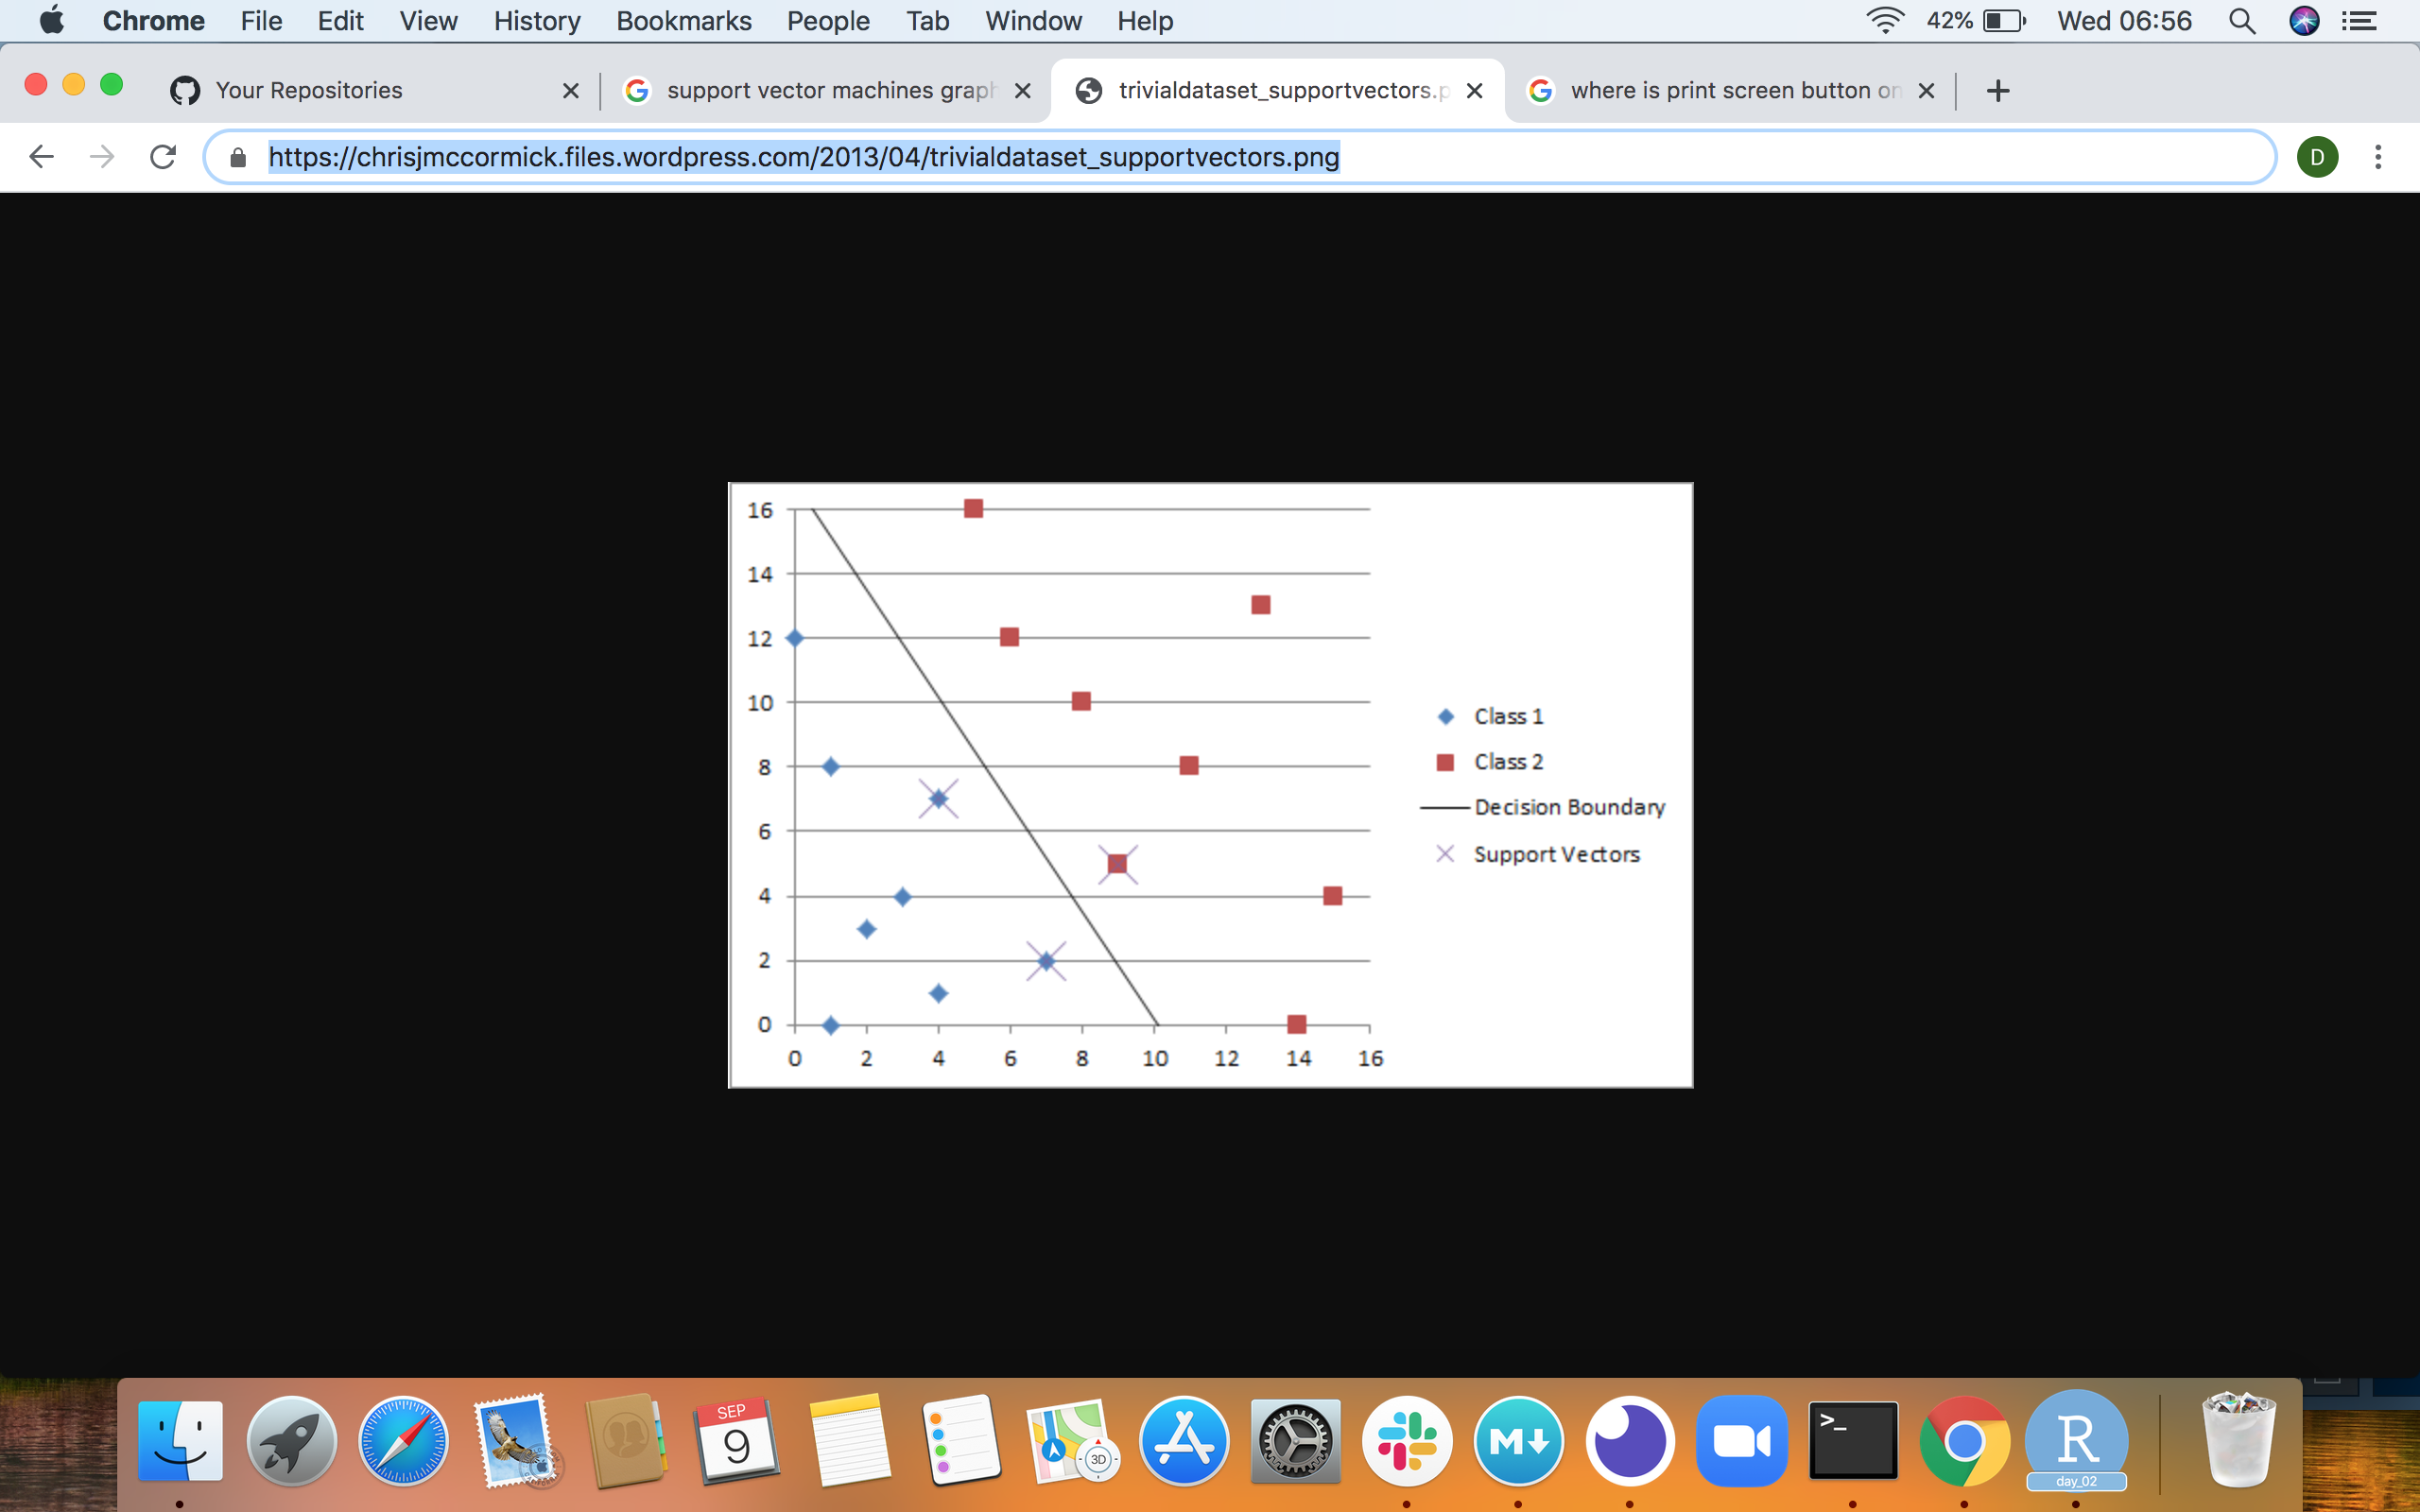 Chrome File Edit View History Bookmarks People Tab Window Help 42% Wed 06:56
Your Repositories support vector machines graph trivialdataset_supportvectors.p where is print screen button on
https://chrisjmccormick.files.wordpress.com/2013/04/trivialdataset_supportvectors.png D
16
14
12
10
8
6
4
2
0
0 2 4 6 8 10 12 14 16
Class 1
Class 2
Decision Boundary
Support Vectors
SEP
9
3D
M
>_
R
day_02